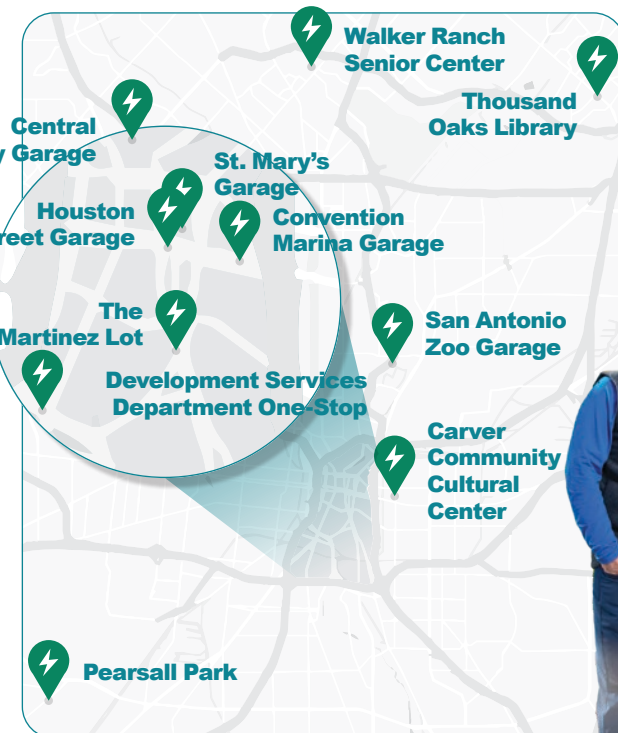 Walker Ranch
Senior Center
Thousand
Oaks Library
Central
Garage
St. Mary's
Garage
Houston
Garage
Convention
Marina Garage
The
Martinez Lot
San Antonio
Zoo Garage
Development Services
Department One-Stop
Carver
Community
Cultural
Center
Pearsall Park